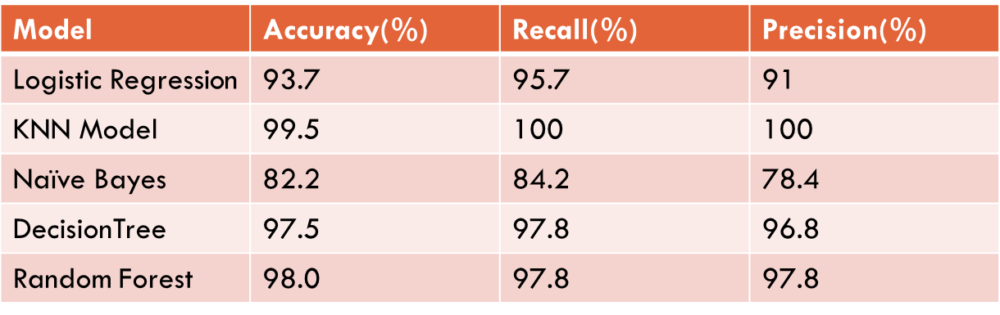 Model Accuracy(%) Recall(%) Precision(%)
Logistic Regression 93.7 95.7 91
KNN Model 99.5 100 100
Naïve Bayes 82.2 84.2 78.4
DecisionTree 97.5 97.8 96.8
Random Forest 98.0 97.8 97.8